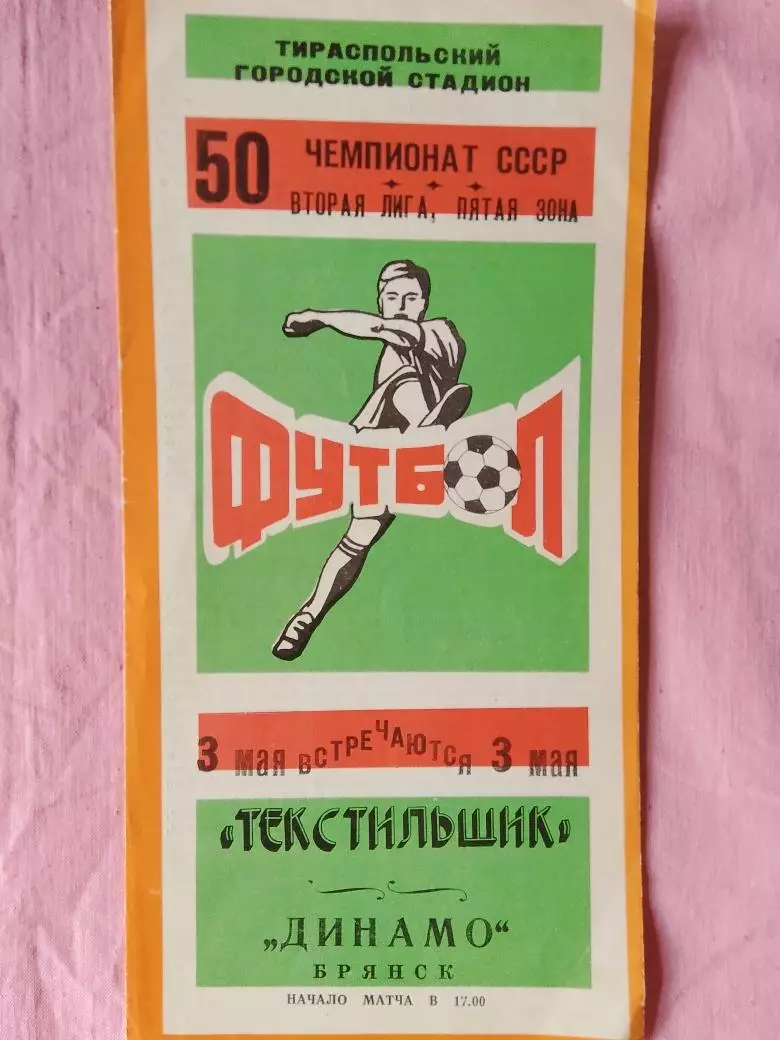 ТИРАСПОЛЬСКИЙ
ГОРОДСКОЙ СТАДИОН
50 ЧЕМПИОНАТ СССР
ВТОРАЯ ЛИГА, ПЯТАЯ ЗОНА
ФУТБОЛ
3 МАЯ ВСТРЕЧАЮТСЯ 3 МАЯ
«ТЕКСТИЛЬЩИК»
„ДИНАМО“
БРЯНСК
НАЧАЛО МАТЧА В 17.00